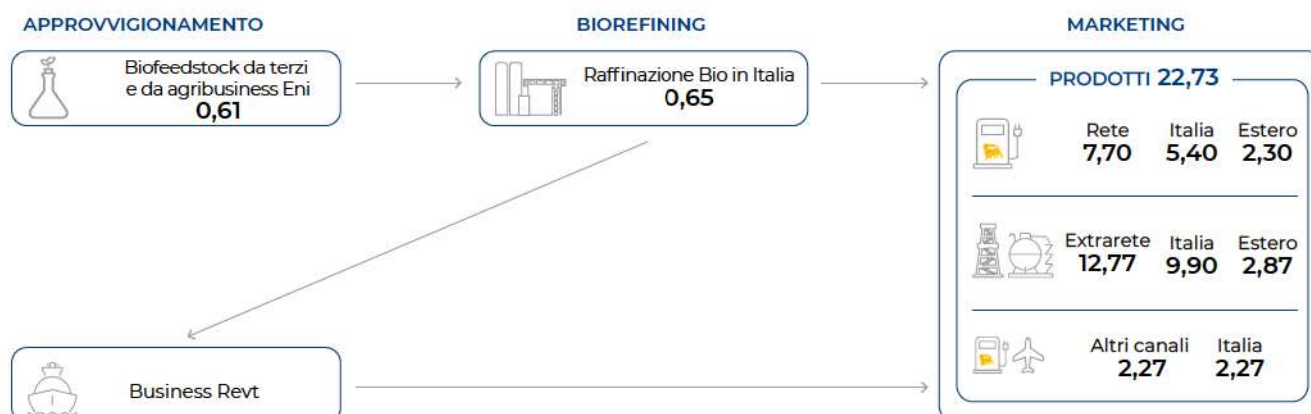 APPROVVIGIONAMENTO
BIOREFINING
MARKETING
Biofeedstock da terzi
e da agribusiness Eni
0,61
Raffinazione Bio in Italia
0,65
PRODOTTI 22,73
Rete Italia Estero
7,70 5,40 2,30
Extrarete Italia Estero
12,77 9,90 2,87
Altri canali Italia
2,27 2,27
Business Revt